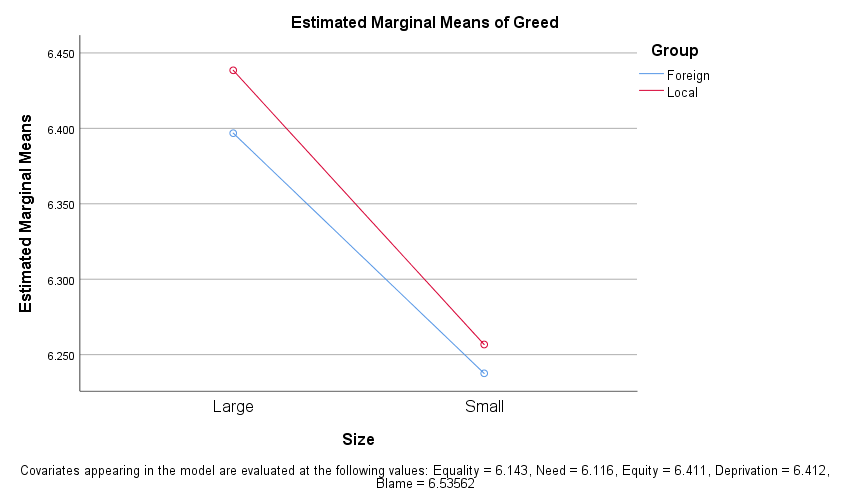 Estimated Marginal Means of Greed
Group
Foreign
Local
Estimated Marginal Means
6.450
6.400
6.350
6.300
6.250
Large
Small
Size
Covariates appearing in the model are evaluated at the following values: Equality = 6.143, Need = 6.116, Equity = 6.411, Deprivation = 6.412,
Blame = 6.53562